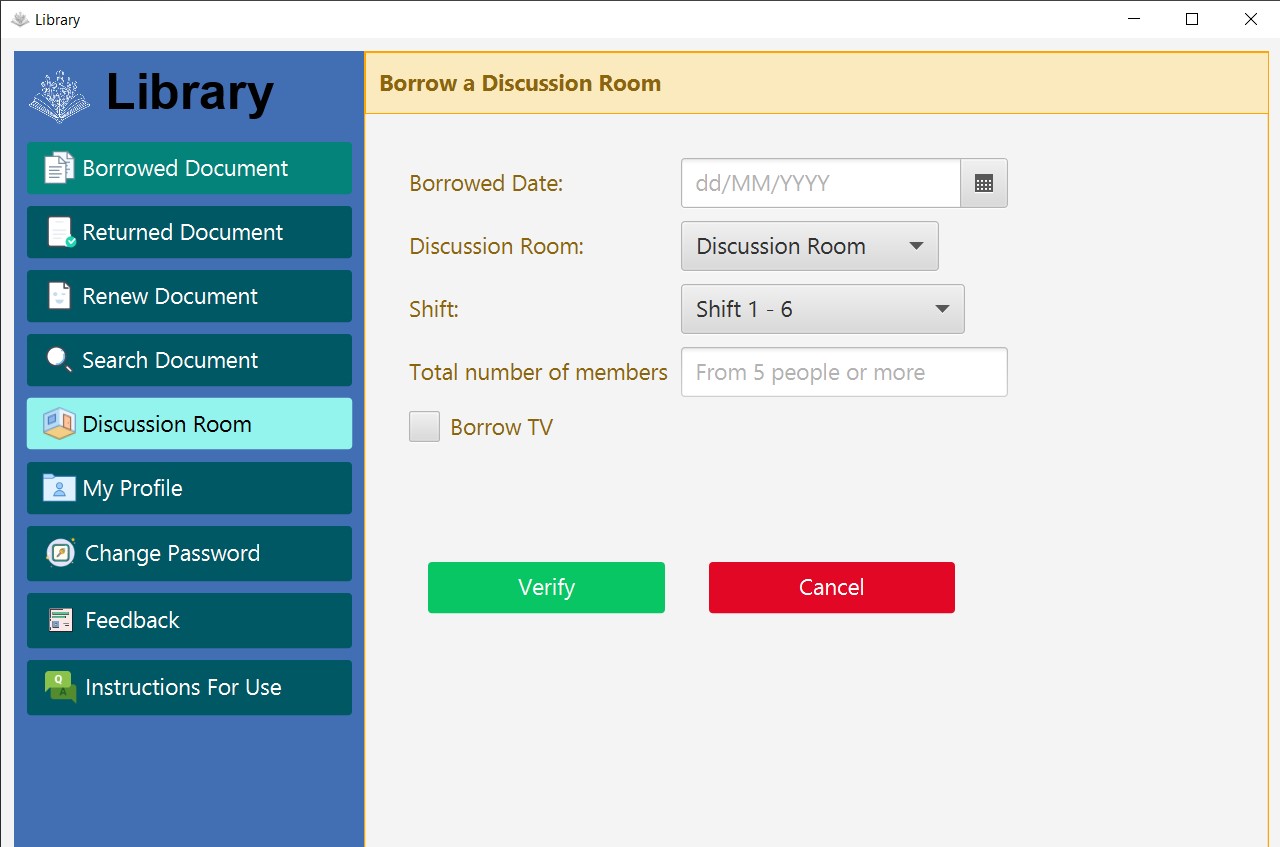 Library
Library
Borrowed Document
Returned Document
Renew Document
Search Document
Discussion Room
My Profile
Change Password
Feedback
Q
A
Instructions For Use
Borrow a Discussion Room
Borrowed Date:
dd/MM/YYYY
Discussion Room:
Discussion Room
Shift:
Shift 1 - 6
Total number of members
From 5 people or more
Borrow TV
Verify
Cancel